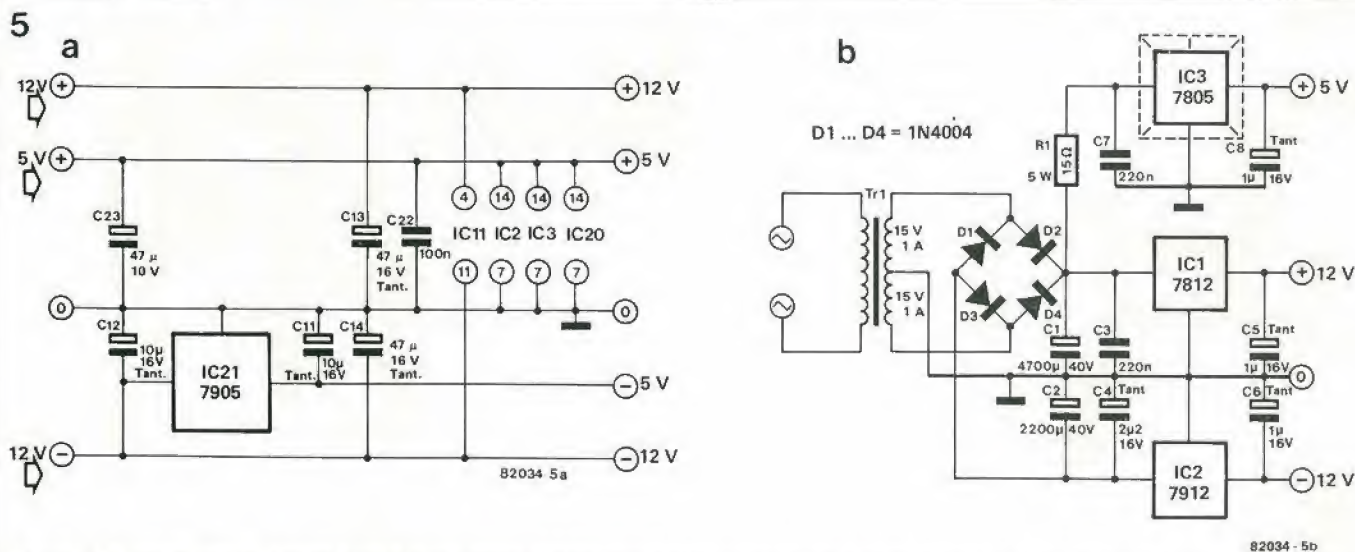 5
a
12V
+
+
12 V
5 V
+
+
5 V
C23
47 µ
10 V
C13
47 µ
16 V
Tant.
C22
100n
4
14
14
14
IC11
IC2
IC3
IC20
11
7
7
7
0
0
C12
10µ
16V
Tant.
IC21
7905
C11
10µ
16V
Tant.
C14
47 µ
16 V
Tant.
−
5 V
12 V
−
−
12 V
82034 5a
b
D1 ... D4 = 1N4004
Tr1
15 V
1 A
15 V
1 A
D1
D2
D3
D4
R1
15Ω
5 W
C7
220n
IC3
7805
C8
Tant
1µ
16V
+
5 V
IC1
7812
+
12 V
C1
4700µ
40V
C3
220n
C5
Tant
1µ
16V
0
C2
2200µ
40V
C4
Tant
2µ2
16V
C6
Tant
1µ
16V
IC2
7912
−
12 V
82034 - 5b